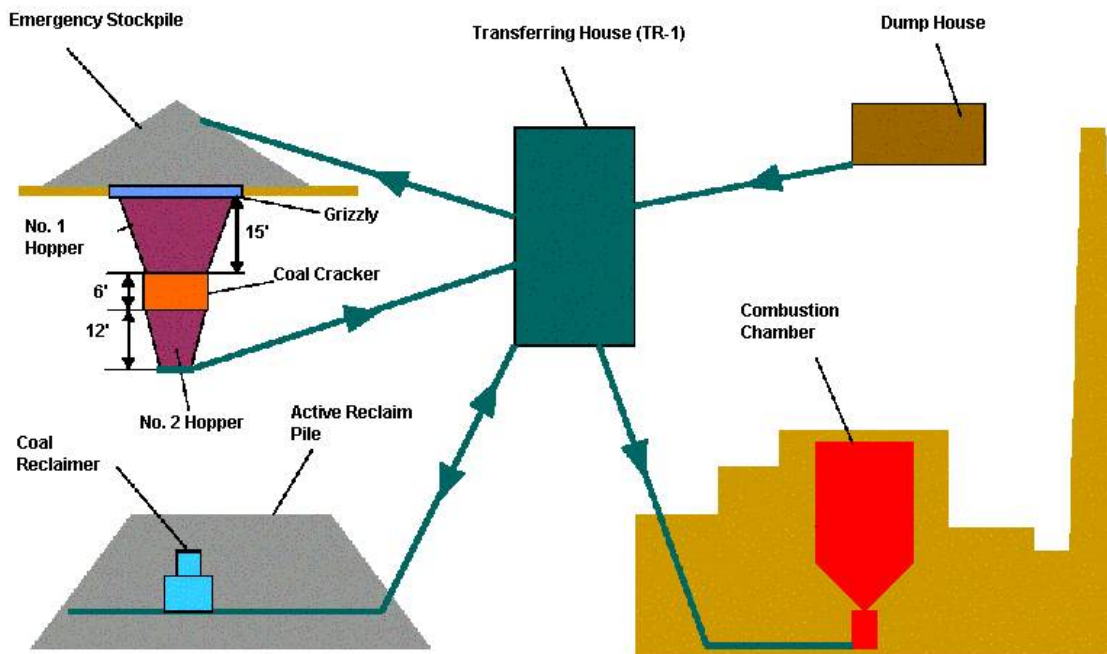 Emergency Stockpile
Transferring House (TR-1)
Dump House
Grizzly
No. 1
Hopper
15'
Coal Cracker
6'
12'
Combustion
Chamber
No. 2 Hopper
Active Reclaim
Pile
Coal
Reclaimer